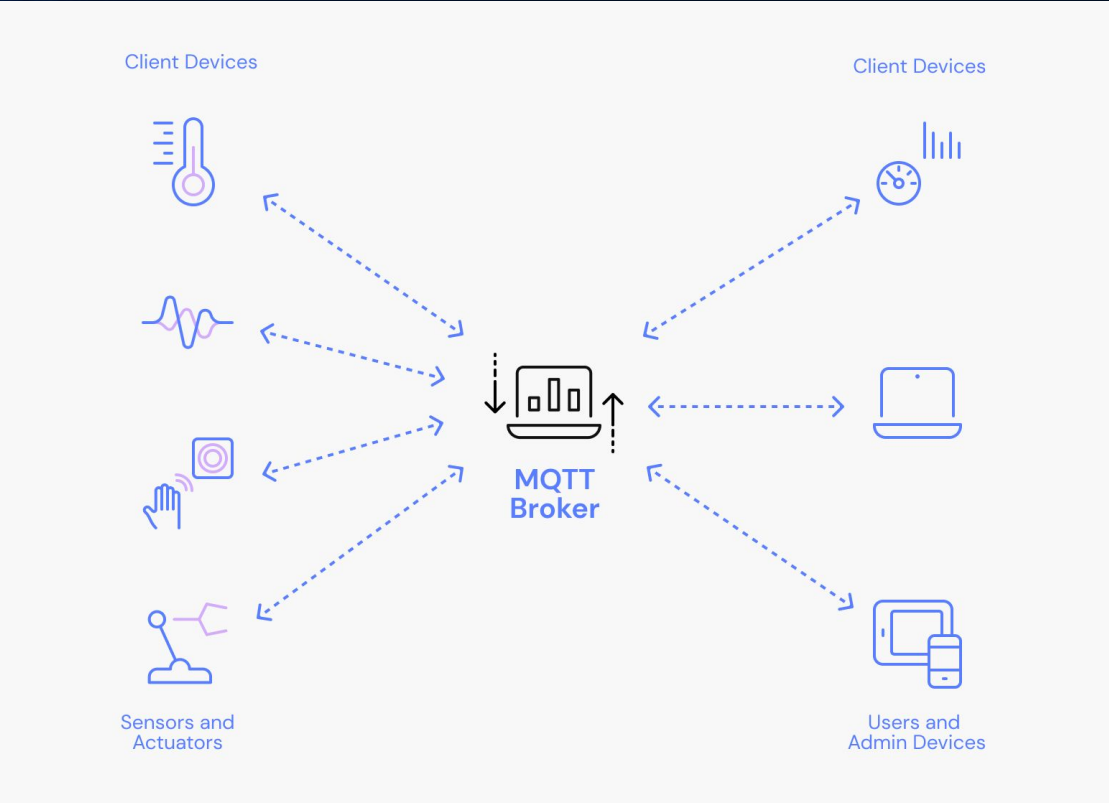 Client Devices
Client Devices
MQTT
Broker
Sensors and
Actuators
Users and
Admin Devices